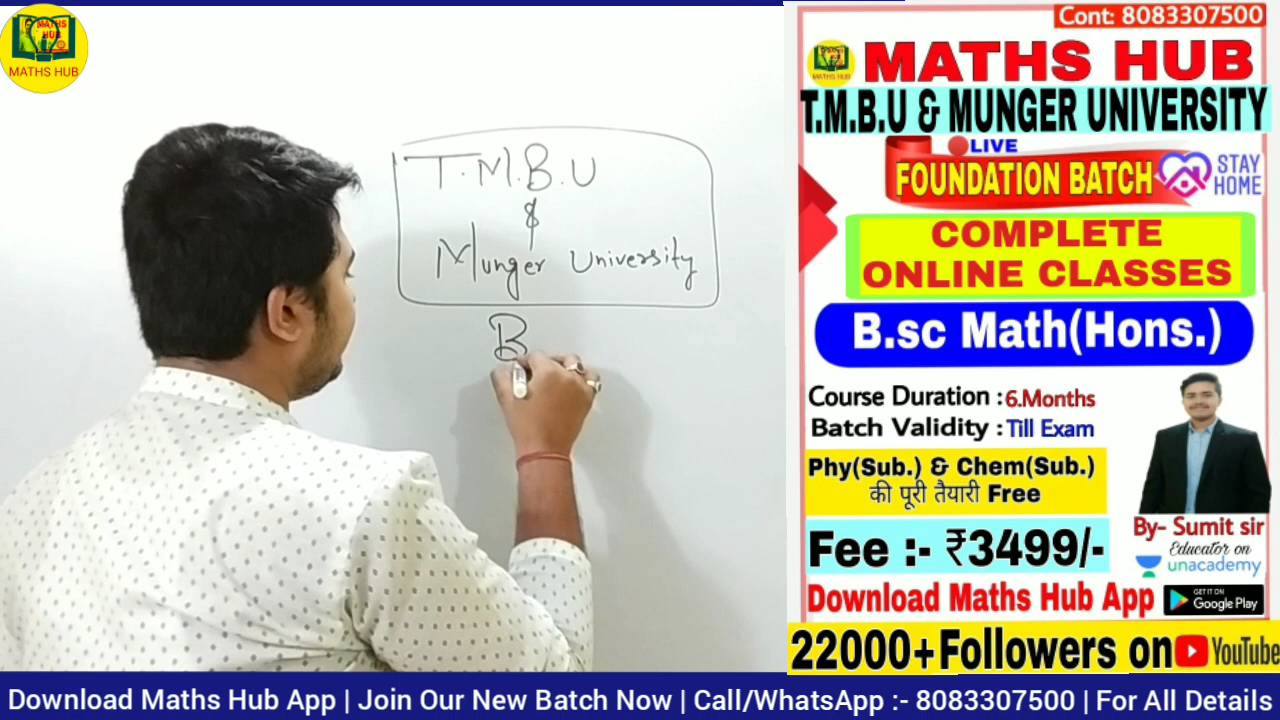 MATHS HUB
MATHS HUB
T.M.B.U
&
Munger University
B
Cont: 8083307500
MATHS HUB
MATHS HUB
T.M.B.U & MUNGER UNIVERSITY
LIVE
FOUNDATION BATCH
STAY
HOME
COMPLETE
ONLINE CLASSES
B.sc Math(Hons.)
Course Duration : 6.Months
Batch Validity : Till Exam
Phy(Sub.) & Chem(Sub.)
की पूरी तैयारी Free
By- Sumit sir
Fee :- ₹3499/-
Educator on
unacademy
Download Maths Hub App
GET IT ON
Google Play
22000+Followers on YouTube
Download Maths Hub App | Join Our New Batch Now | Call/WhatsApp :- 8083307500 | For All Details